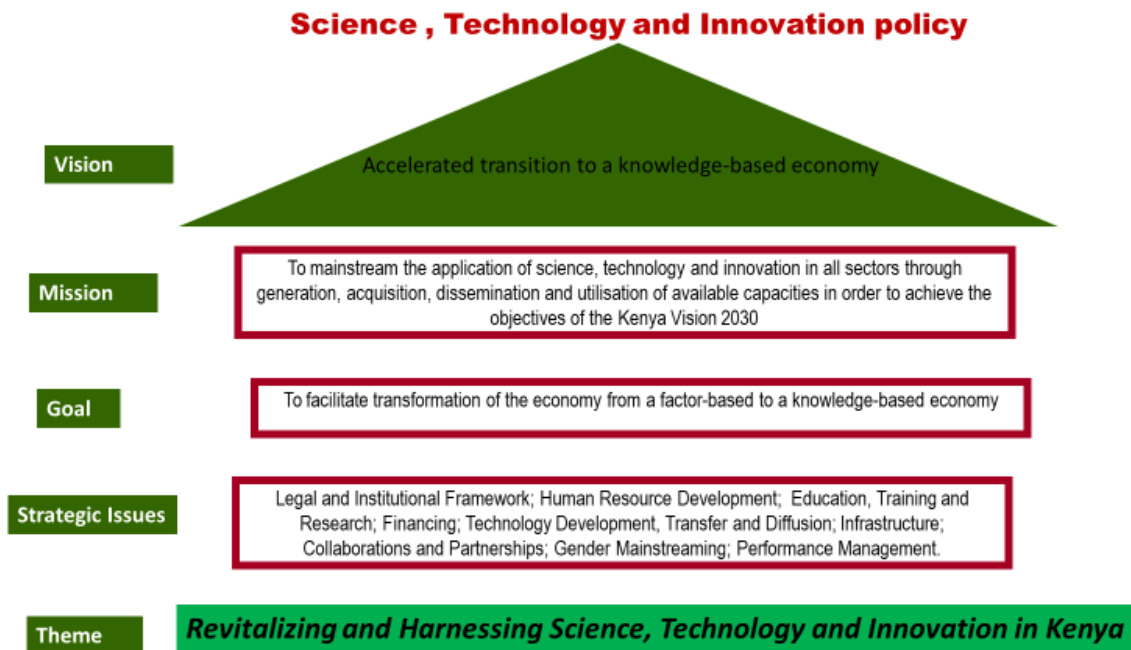 Science , Technology and Innovation policy
Vision
Accelerated transition to a knowledge-based economy
Mission
To mainstream the application of science, technology and innovation in all sectors through
generation, acquisition, dissemination and utilisation of available capacities in order to achieve the
objectives of the Kenya Vision 2030
Goal
To facilitate transformation of the economy from a factor-based to a knowledge-based economy
Strategic Issues
Legal and Institutional Framework; Human Resource Development; Education, Training and
Research; Financing; Technology Development, Transfer and Diffusion; Infrastructure;
Collaborations and Partnerships; Gender Mainstreaming; Performance Management.
Theme
Revitalizing and Harnessing Science, Technology and Innovation in Kenya